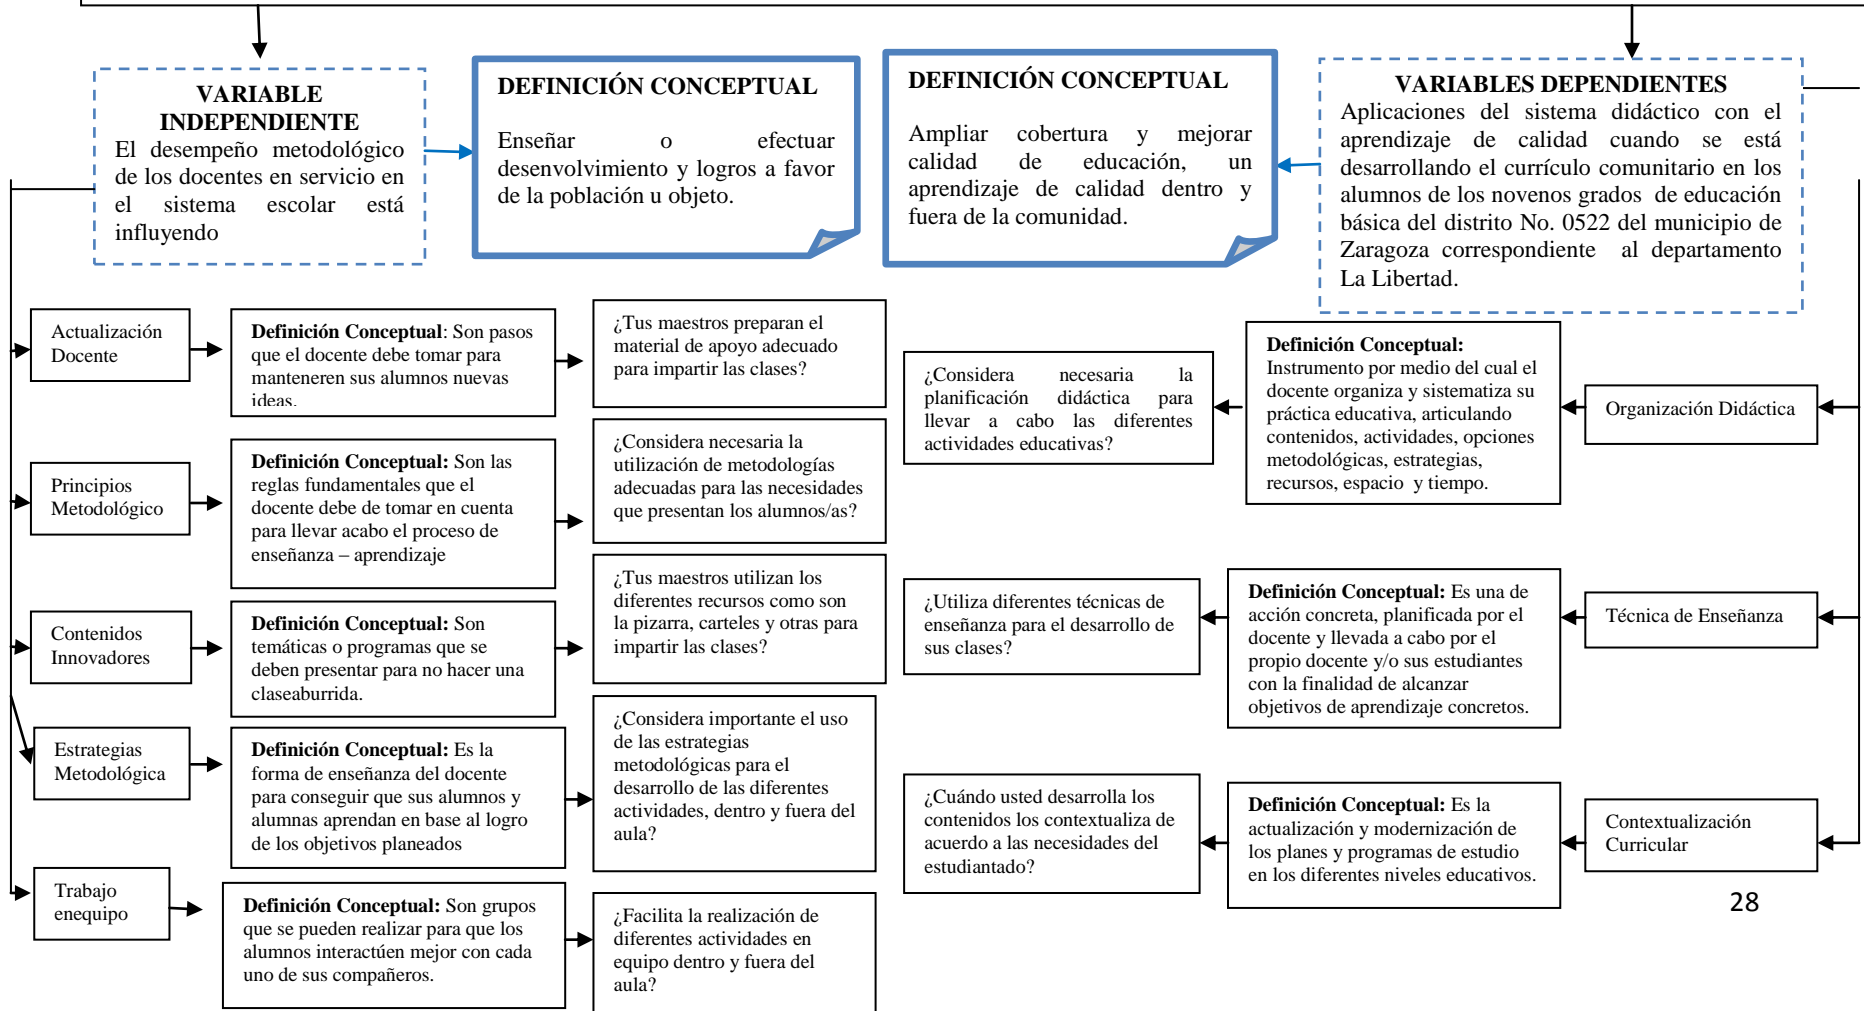 VARIABLE
INDEPENDIENTE
El desempeño metodológico
de los docentes en servicio en
el sistema escolar está
influyendo
DEFINICIÓN CONCEPTUAL
Enseñar o efectuar
desenvolvimiento y logros a favor
de la población u objeto.
DEFINICIÓN CONCEPTUAL
Ampliar cobertura y mejorar
calidad de educación, un
aprendizaje de calidad dentro y
fuera de la comunidad.
VARIABLES DEPENDIENTES
Aplicaciones del sistema didáctico con el
aprendizaje de calidad cuando se está
desarrollando el currículo comunitario en los
alumnos de los novenos grados de educación
básica del distrito No. 0522 del municipio de
Zaragoza correspondiente al departamento
La Libertad.
Actualización
Docente
Definición Conceptual: Son pasos
que el docente debe tomar para
manteneren sus alumnos nuevas
ideas.
¿Tus maestros preparan el
material de apoyo adecuado
para impartir las clases?
¿Considera necesaria la
planificación didáctica para
llevar a cabo las diferentes
actividades educativas?
Definición Conceptual:
Instrumento por medio del cual el
docente organiza y sistematiza su
práctica educativa, articulando
contenidos, actividades, opciones
metodológicas, estrategias,
recursos, espacio y tiempo.
Organización Didáctica
Principios
Metodológico
Definición Conceptual: Son las
reglas fundamentales que el
docente debe de tomar en cuenta
para llevar acabo el proceso de
enseñanza – aprendizaje
¿Considera necesaria la
utilización de metodologías
adecuadas para las necesidades
que presentan los alumnos/as?
Contenidos
Innovadores
Definición Conceptual: Son
temáticas o programas que se
deben presentar para no hacer una
claseaburrida.
¿Tus maestros utilizan los
diferentes recursos como son
la pizarra, carteles y otras para
impartir las clases?
¿Utiliza diferentes técnicas de
enseñanza para el desarrollo de
sus clases?
Definición Conceptual: Es una de
acción concreta, planificada por el
docente y llevada a cabo por el
propio docente y/o sus estudiantes
con la finalidad de alcanzar
objetivos de aprendizaje concretos.
Técnica de Enseñanza
Estrategias
Metodológica
Definición Conceptual: Es la
forma de enseñanza del docente
para conseguir que sus alumnos y
alumnas aprendan en base al logro
de los objetivos planeados
¿Considera importante el uso
de las estrategias
metodológicas para el
desarrollo de las diferentes
actividades, dentro y fuera del
aula?
¿Cuándo usted desarrolla los
contenidos los contextualiza de
acuerdo a las necesidades del
estudiantado?
Definición Conceptual: Es la
actualización y modernización de
los planes y programas de estudio
en los diferentes niveles educativos.
Contextualización
Curricular
Trabajo
enequipo
Definición Conceptual: Son grupos
que se pueden realizar para que los
alumnos interactúen mejor con cada
uno de sus compañeros.
¿Facilita la realización de
diferentes actividades en
equipo dentro y fuera del
aula?
28